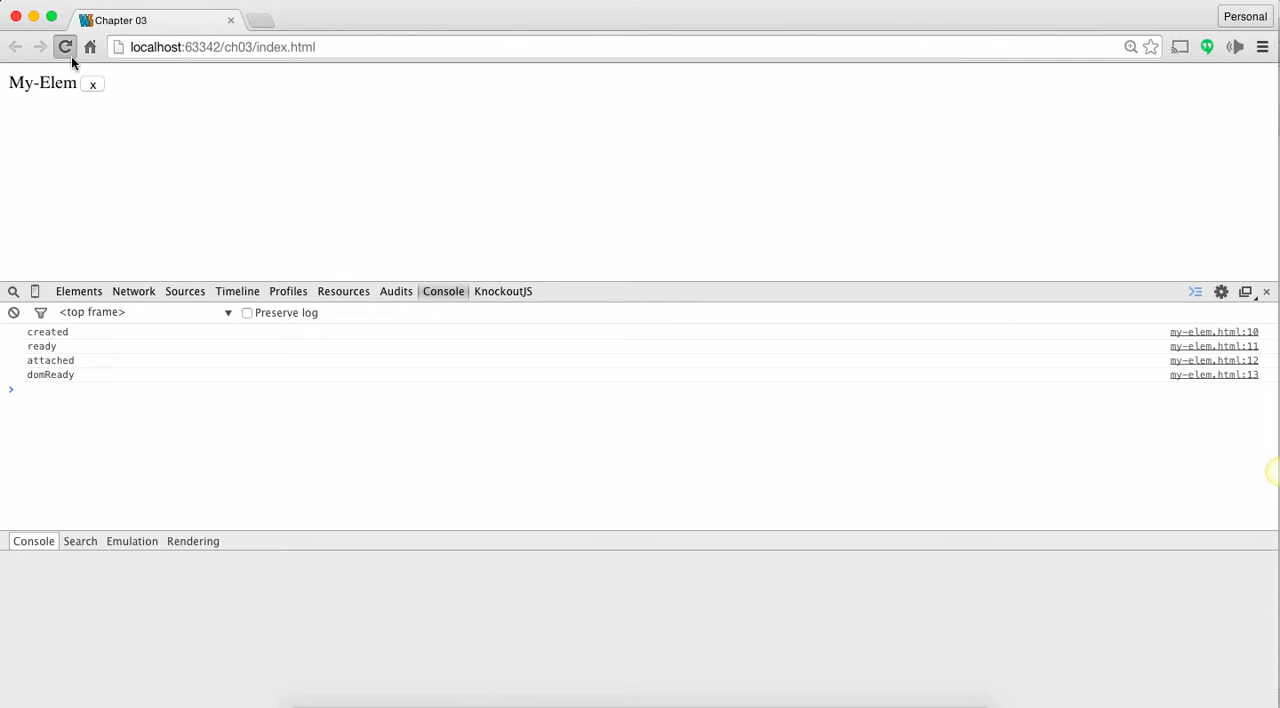 Chapter 03
Personal
localhost:63342/ch03/index.html
My-Elem x
Elements Network Sources Timeline Profiles Resources Audits Console KnockoutJS
<top frame> Preserve log
created my-elem.html:10
ready my-elem.html:11
attached my-elem.html:12
domReady my-elem.html:13
Console Search Emulation Rendering